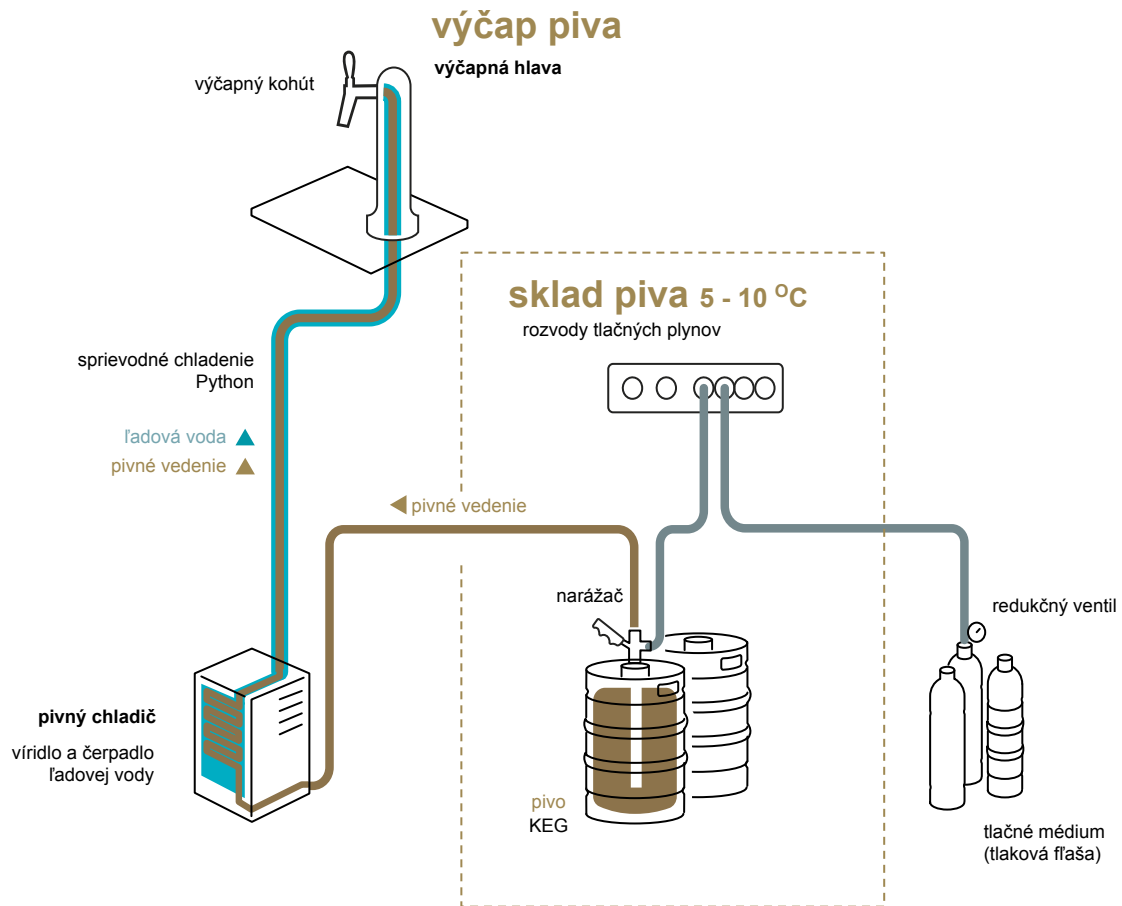 výčap piva
výčapná hlava
výčapný kohút
sklad piva 5 - 10 ᴼC
rozvody tlačných plynov
sprievodné chladenie
Python
ľadová voda
pivné vedenie
pivné vedenie
narážač
redukčný ventil
pivný chladič
víridlo a čerpadlo
ľadovej vody
pivo
KEG
tlačné médium
(tlaková fľaša)